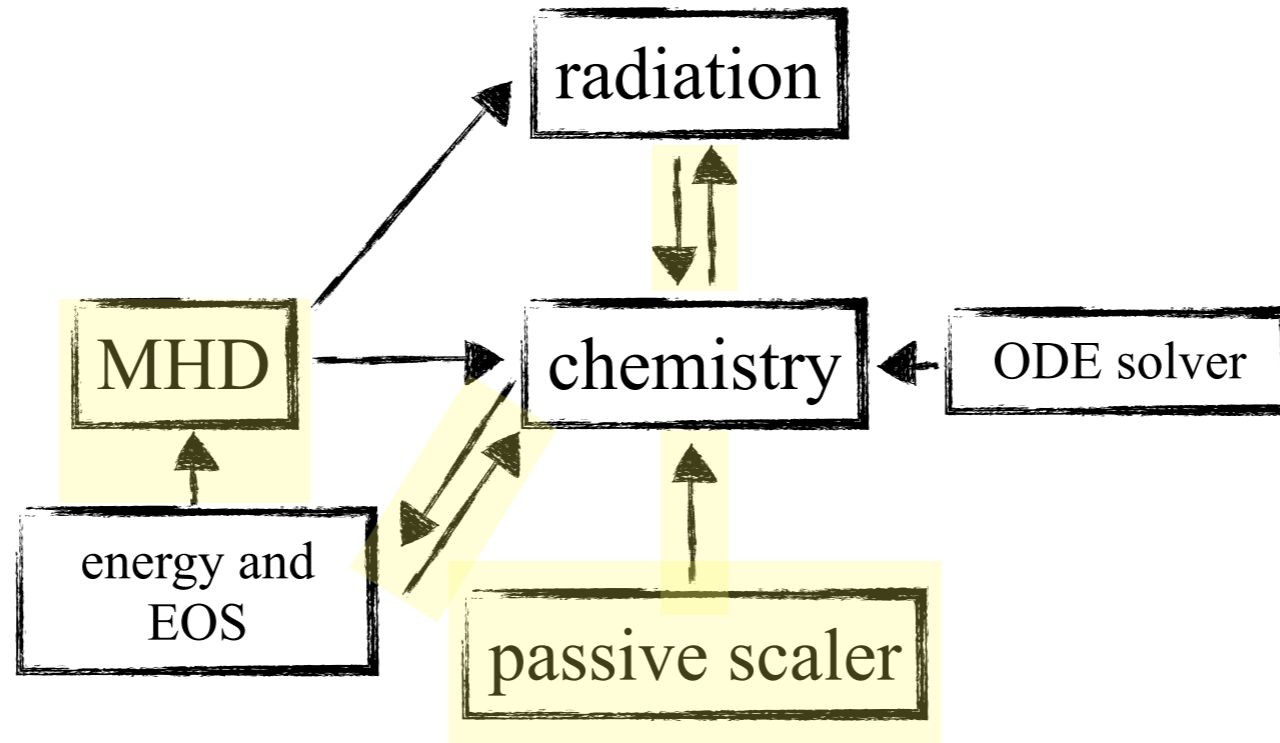 radiation
MHD
chemistry
ODE solver
energy and
EOS
passive scaler